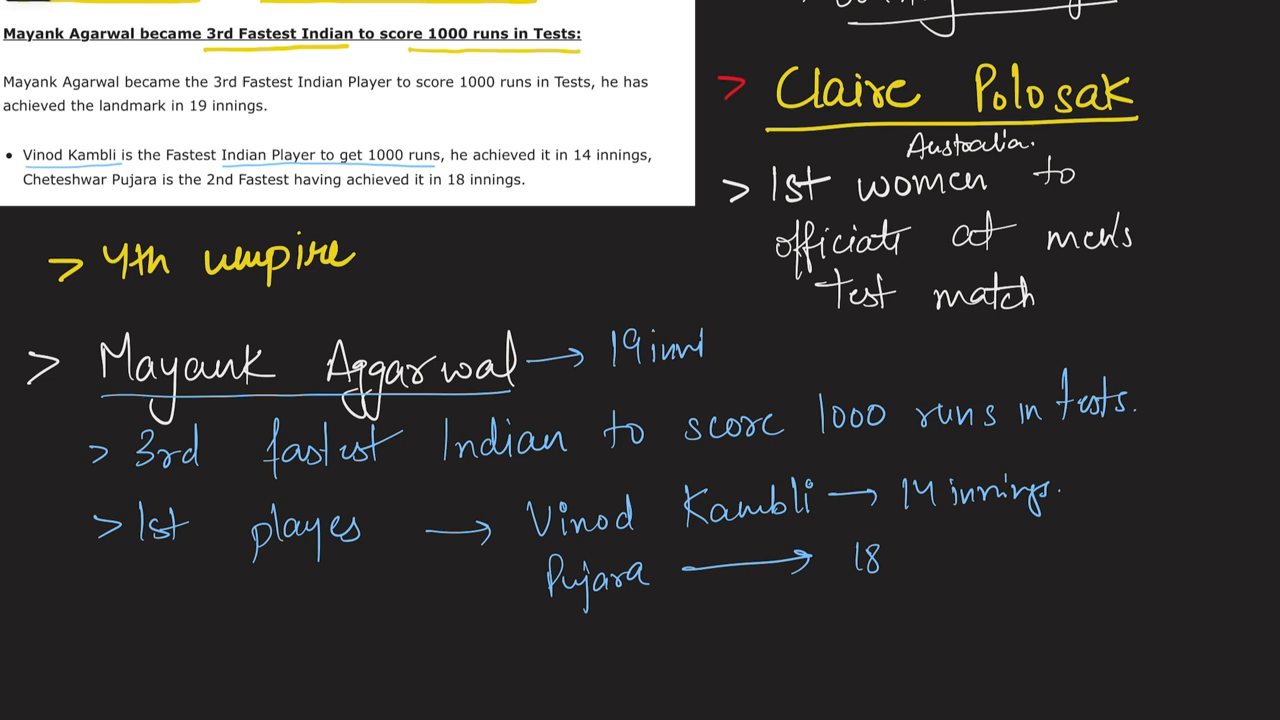 Mayank Agarwal became 3rd Fastest Indian to score 1000 runs in Tests:
Mayank Agarwal became the 3rd Fastest Indian Player to score 1000 runs in Tests, he has
achieved the landmark in 19 innings.
• Vinod Kambli is the Fastest Indian Player to get 1000 runs, he achieved it in 14 innings,
Cheteshwar Pujara is the 2nd Fastest having achieved it in 18 innings.
> Claire Polosak
Australia.
> 1st women to
officiate at men's
Test match
> 4th umpire
> Mayank Aggarwal → 19 inni
> 3rd fastest Indian to score 1000 runs in tests.
> 1st player → Vinod Kambli → 14 innings.
Pujara → 18